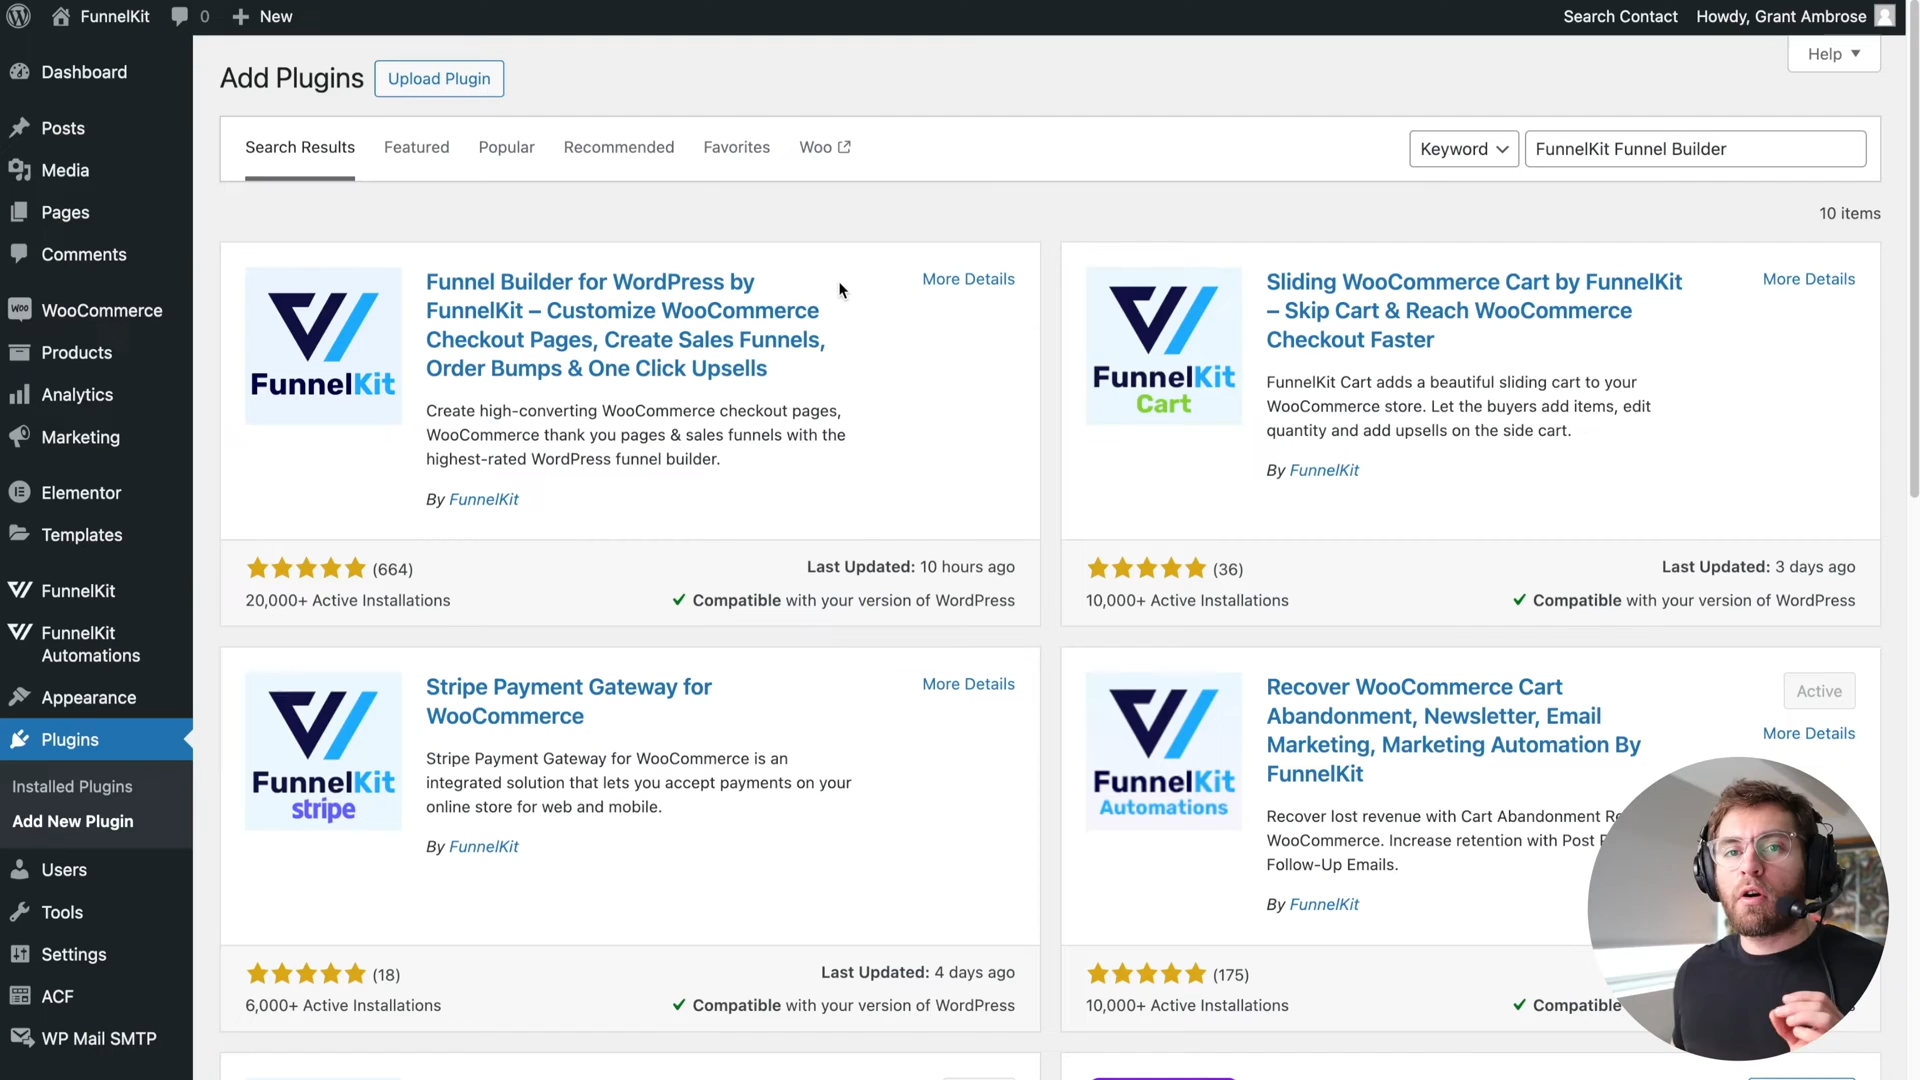 FunnelKit
0
New
Search Contact
Howdy, Grant Ambrose
Help
Dashboard
Posts
Media
Pages
Comments
WOO
WooCommerce
Products
Analytics
Marketing
Elementor
Templates
FunnelKit
FunnelKit
Automations
Appearance
Plugins
Installed Plugins
Add New Plugin
Users
Tools
Settings
ACF
WP Mail SMTP
Add Plugins
Upload Plugin
Search Results
Featured
Popular
Recommended
Favorites
Woo
Keyword
FunnelKit Funnel Builder
10 items
FunnelKit
Funnel Builder for WordPress by
FunnelKit – Customize WooCommerce
Checkout Pages, Create Sales Funnels,
Order Bumps & One Click Upsells
More Details
Create high-converting WooCommerce checkout pages,
WooCommerce thank you pages & sales funnels with the
highest-rated WordPress funnel builder.
By FunnelKit
(664)
Last Updated: 10 hours ago
20,000+ Active Installations
Compatible with your version of WordPress
FunnelKit
Cart
Sliding WooCommerce Cart by FunnelKit
– Skip Cart & Reach WooCommerce
Checkout Faster
More Details
FunnelKit Cart adds a beautiful sliding cart to your
WooCommerce store. Let the buyers add items, edit
quantity and add upsells on the side cart.
By FunnelKit
(36)
Last Updated: 3 days ago
10,000+ Active Installations
Compatible with your version of WordPress
FunnelKit
stripe
Stripe Payment Gateway for
WooCommerce
More Details
Stripe Payment Gateway for WooCommerce is an
integrated solution that lets you accept payments on your
online store for web and mobile.
By FunnelKit
(18)
Last Updated: 4 days ago
6,000+ Active Installations
Compatible with your version of WordPress
FunnelKit
Automations
Recover WooCommerce Cart
Abandonment, Newsletter, Email
Marketing, Marketing Automation By
FunnelKit
Active
More Details
Recover lost revenue with Cart Abandonment
WooCommerce. Increase retention with Post
Follow-Up Emails.
By FunnelKit
(175)
10,000+ Active Installations